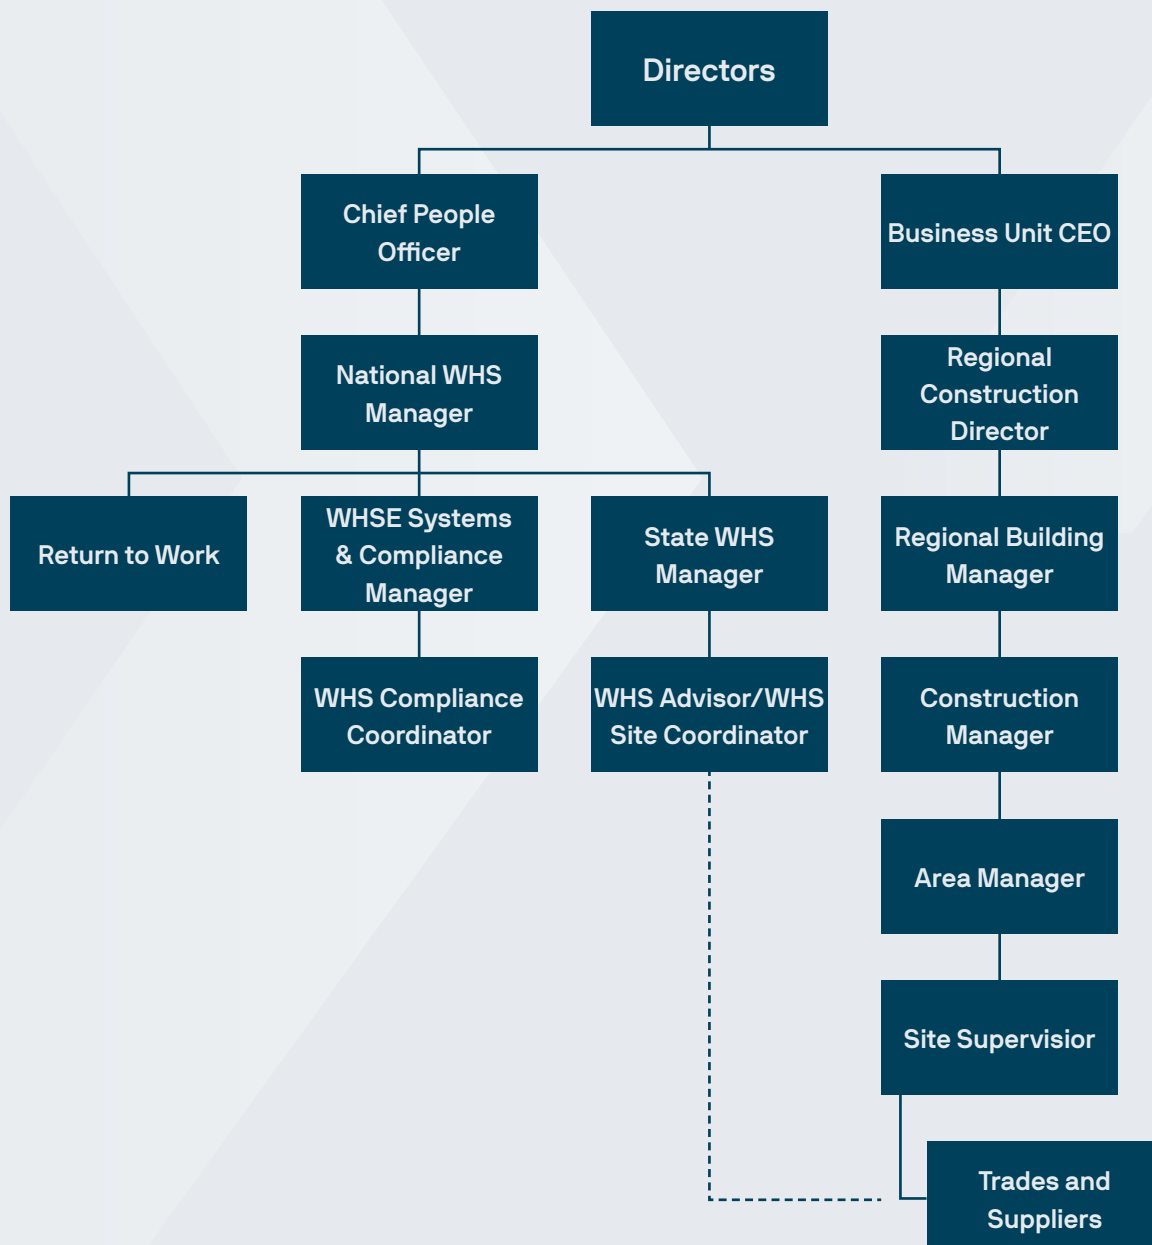 Directors
Chief People
Officer
Business Unit CEO
National WHS
Manager
Regional
Construction
Director
Return to Work
WHSE Systems
& Compliance
Manager
State WHS
Manager
Regional Building
Manager
WHS Compliance
Coordinator
WHS Advisor/WHS
Site Coordinator
Construction
Manager
Area Manager
Site Supervisior
Trades and
Suppliers